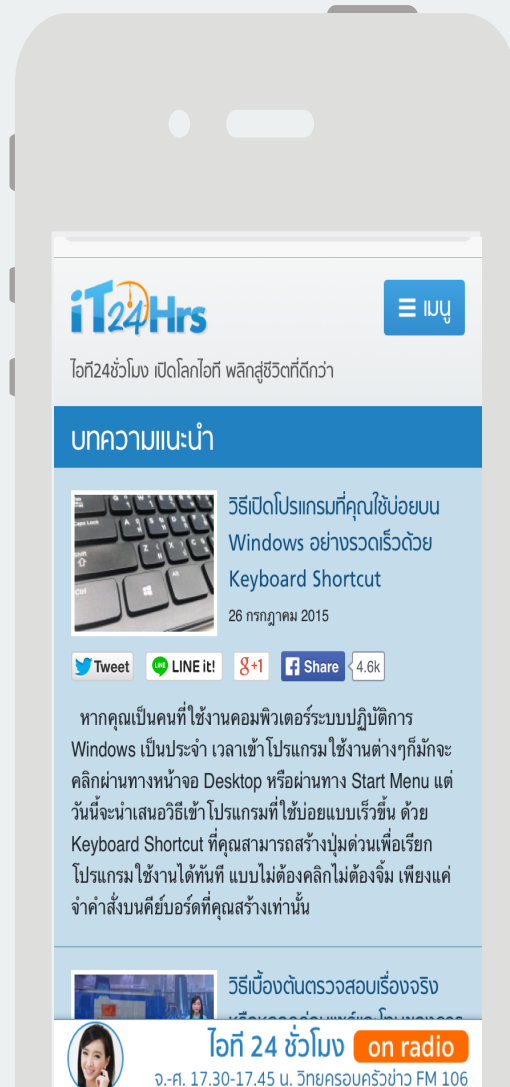 iT24Hrs
≡ เมนู
ไอที24ชั่วโมง เปิดโลกไอที พลิกสู่ชีวิตที่ดีกว่า
บทความแนะนำ
วิธีเปิดโปรแกรมที่คุณใช้บ่อยบน
Windows อย่างรวดเร็วด้วย
Keyboard Shortcut
26 กรกฎาคม 2015
Tweet LINE it! g+1 Share 4.6k
หากคุณเป็นคนที่ใช้งานคอมพิวเตอร์ระบบปฏิบัติการ
Windows เป็นประจำ เวลาเข้าโปรแกรมใช้งานต่างๆก็มักจะ
คลิกผ่านทางหน้าจอ Desktop หรือผ่านทาง Start Menu แต่
วันนี้จะนำเสนอวิธีเข้าโปรแกรมที่ใช้บ่อยแบบเร็วขึ้น ด้วย
Keyboard Shortcut ที่คุณสามารถสร้างปุ่มด่วนเพื่อเรียก
โปรแกรมใช้งานได้ทันที แบบไม่ต้องคลิกไม่ต้องจิ้ม เพียงแค่
จำคำสั่งบนคีย์บอร์ดที่คุณสร้างเท่านั้น
วิธีเบื้องต้นตรวจสอบเรื่องจริง
ไอที 24 ชั่วโมง on radio
จ.-ศ. 17.30-17.45 น. วิทยุครอบครัวข่าว FM 106